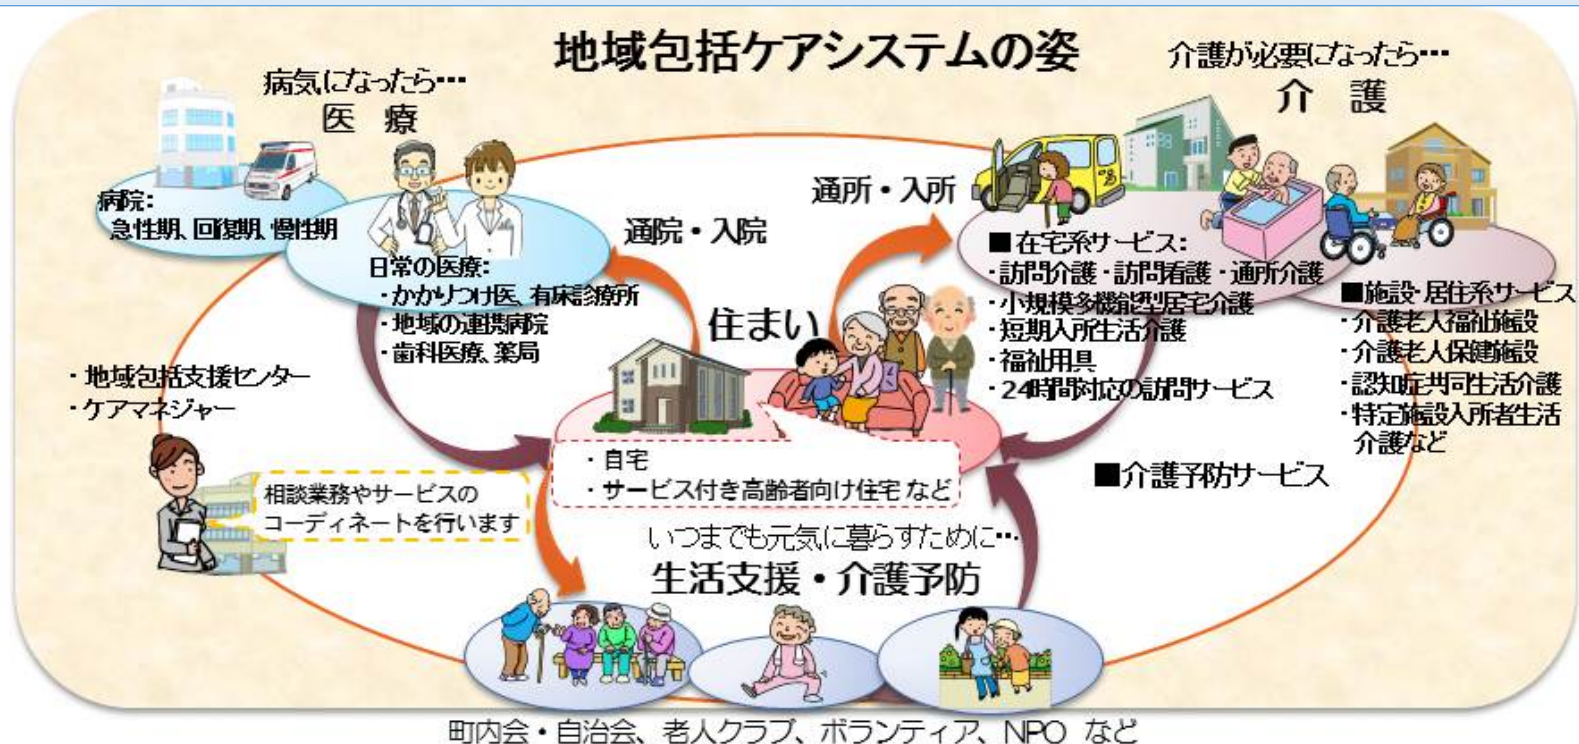 地域包括ケアシステムの姿
病気になったら…
医 療
病院:
急性期、回復期、慢性期
日常の医療:
・かかりつけ医、有床診療所
・地域の連携病院
・歯科医療、薬局
通院・入院
通所・入所
介護が必要になったら…
介 護
■在宅系サービス:
・訪問介護・訪問看護・通所介護
・小規模多機能型居宅介護
・短期入所生活介護
・福祉用具
・24時間対応の訪問サービス
■施設・居住系サービス
・介護老人福祉施設
・介護老人保健施設
・認知症共同生活介護
・特定施設入所者生活
介護など
■介護予防サービス
住まい
・自宅
・サービス付き高齢者向け住宅 など
・地域包括支援センター
・ケアマネジャー
相談業務やサービスの
コーディネートを行います
いつまでも元気に暮らすために…
生活支援・介護予防
町内会・自治会、老人クラブ、ボランティア、NPO など